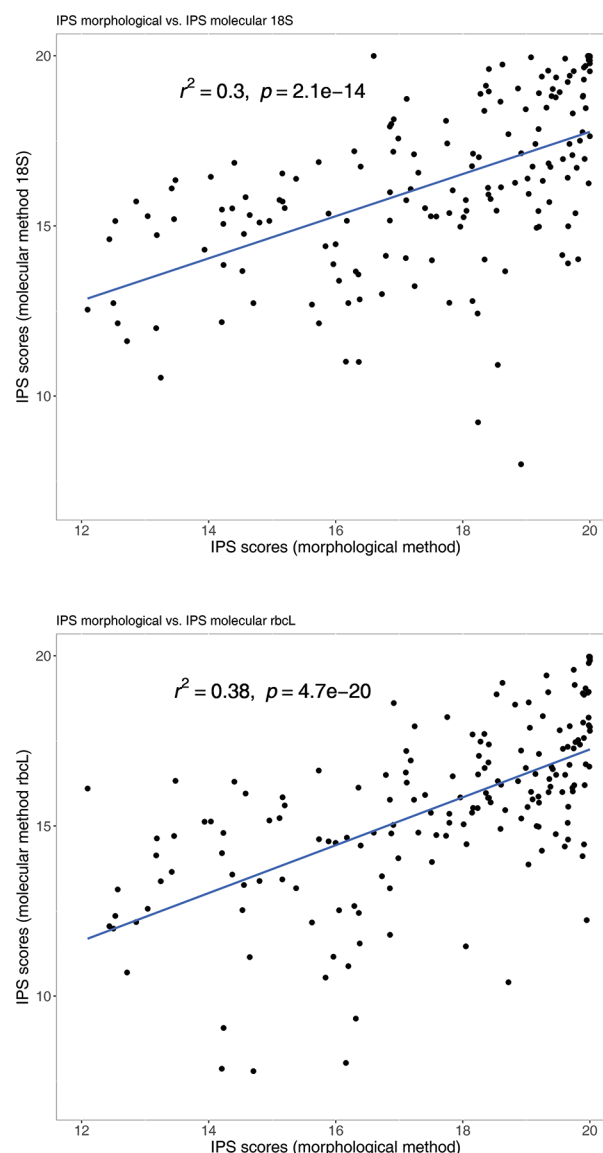 IPS morphological vs. IPS molecular 18S
r² = 0.3, p = 2.1e−14
IPS scores (molecular method 18S)
20
15
10
12 14 16 18 20
IPS scores (morphological method)
IPS morphological vs. IPS molecular rbcL
r² = 0.38, p = 4.7e−20
IPS scores (molecular method rbcL)
20
15
10
12 14 16 18 20
IPS scores (morphological method)